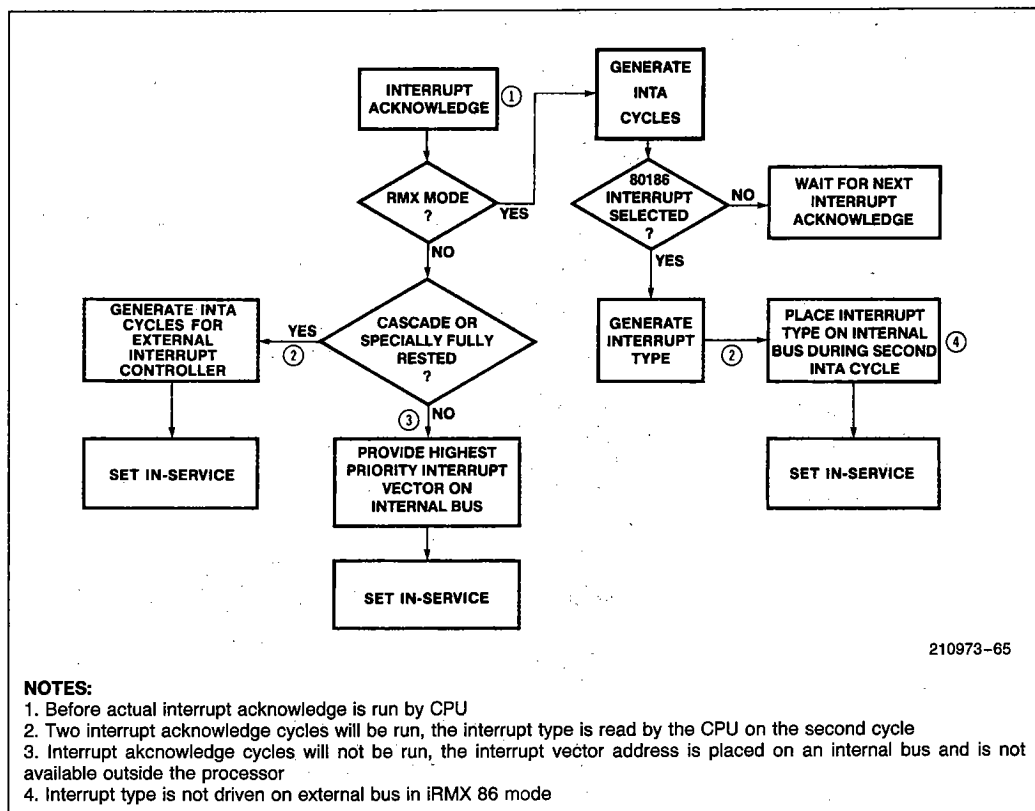 INTERRUPT
ACKNOWLEDGE
1
RMX MODE
?
YES
NO
GENERATE
INTA
CYCLES
80186
INTERRUPT
SELECTED
?
NO
WAIT FOR NEXT
INTERRUPT
ACKNOWLEDGE
YES
GENERATE
INTERRUPT
TYPE
2
PLACE INTERRUPT
TYPE ON INTERNAL
BUS DURING SECOND
INTA CYCLE
4
SET IN-SERVICE
CASCADE OR
SPECIALLY FULLY
RESTED
?
YES
2
GENERATE INTA
CYCLES FOR
EXTERNAL
INTERRUPT
CONTROLLER
SET IN-SERVICE
3
NO
PROVIDE HIGHEST
PRIORITY INTERRUPT
VECTOR ON
INTERNAL BUS
SET IN-SERVICE
210973–65
NOTES:
1. Before actual interrupt acknowledge is run by CPU
2. Two interrupt acknowledge cycles will be run, the interrupt type is read by the CPU on the second cycle
3. Interrupt akcnowledge cycles will not be run, the interrupt vector address is placed on an internal bus and is not
available outside the processor
4. Interrupt type is not driven on external bus in iRMX 86 mode